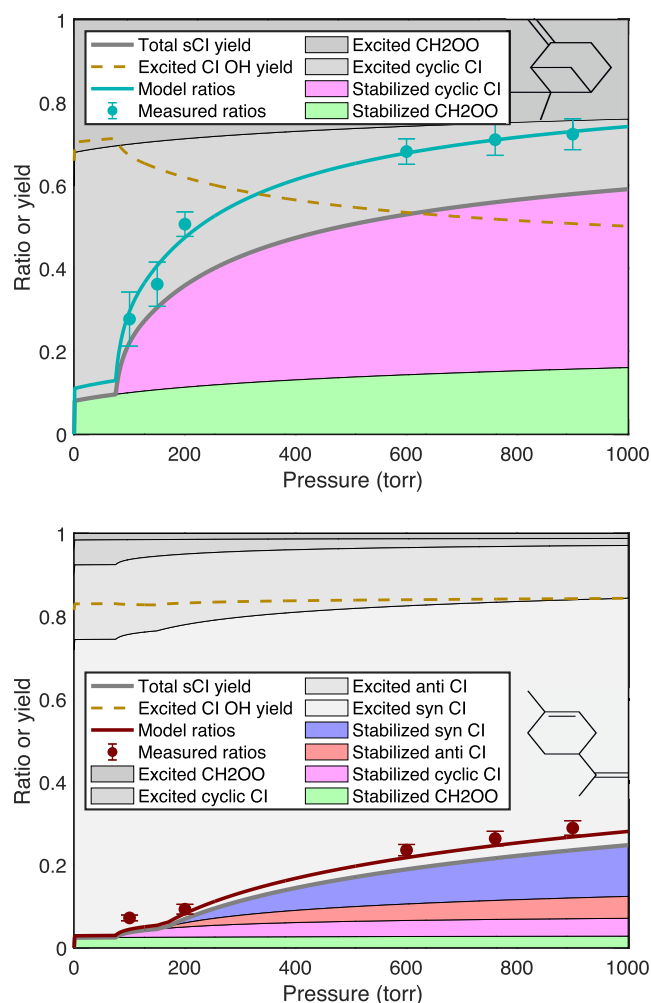 1
0.8
0.6
0.4
0.2
0
Ratio or yield
Total sCI yield
Excited CI OH yield
Model ratios
Measured ratios
Excited CH2OO
Excited cyclic CI
Stabilized cyclic CI
Stabilized CH2OO
0 200 400 600 800 1000
Pressure (torr)
1
0.8
0.6
0.4
0.2
0
Ratio or yield
Total sCI yield
Excited CI OH yield
Model ratios
Measured ratios
Excited CH2OO
Excited cyclic CI
Excited anti CI
Excited syn CI
Stabilized syn CI
Stabilized anti CI
Stabilized cyclic CI
Stabilized CH2OO
0 200 400 600 800 1000
Pressure (torr)